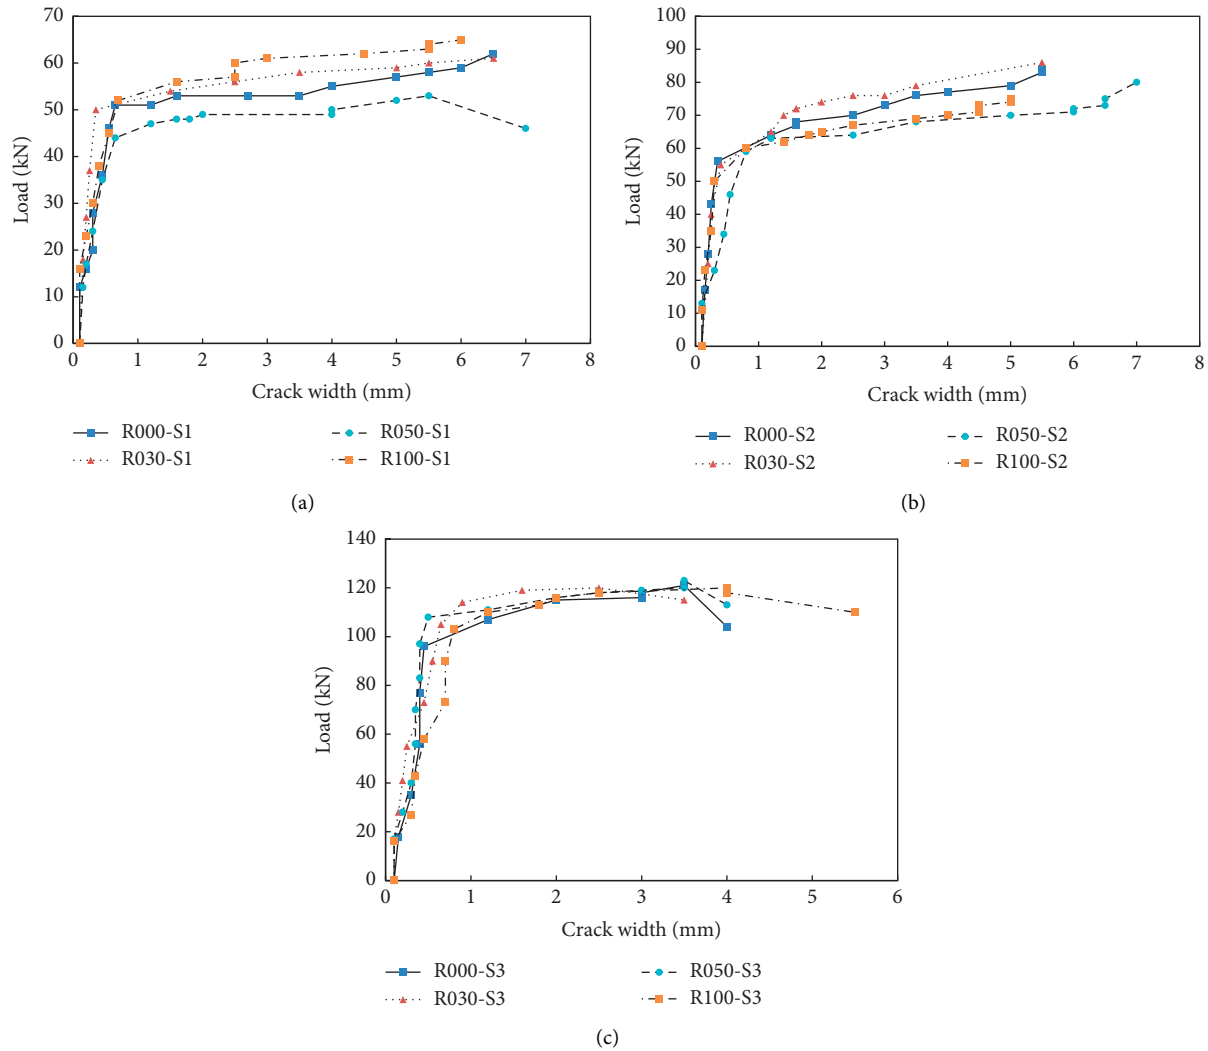 70
60
50
40
30
20
10
0
Load (kN)
0 1 2 3 4 5 6 7 8
Crack width (mm)
R000-S1
R030-S1
R050-S1
R100-S1
(a)
100
90
80
70
60
50
40
30
20
10
0
Load (kN)
0 1 2 3 4 5 6 7 8
Crack width (mm)
R000-S2
R030-S2
R050-S2
R100-S2
(b)
140
120
100
80
60
40
20
0
Load (kN)
0 1 2 3 4 5 6
Crack width (mm)
R000-S3
R030-S3
R050-S3
R100-S3
(c)